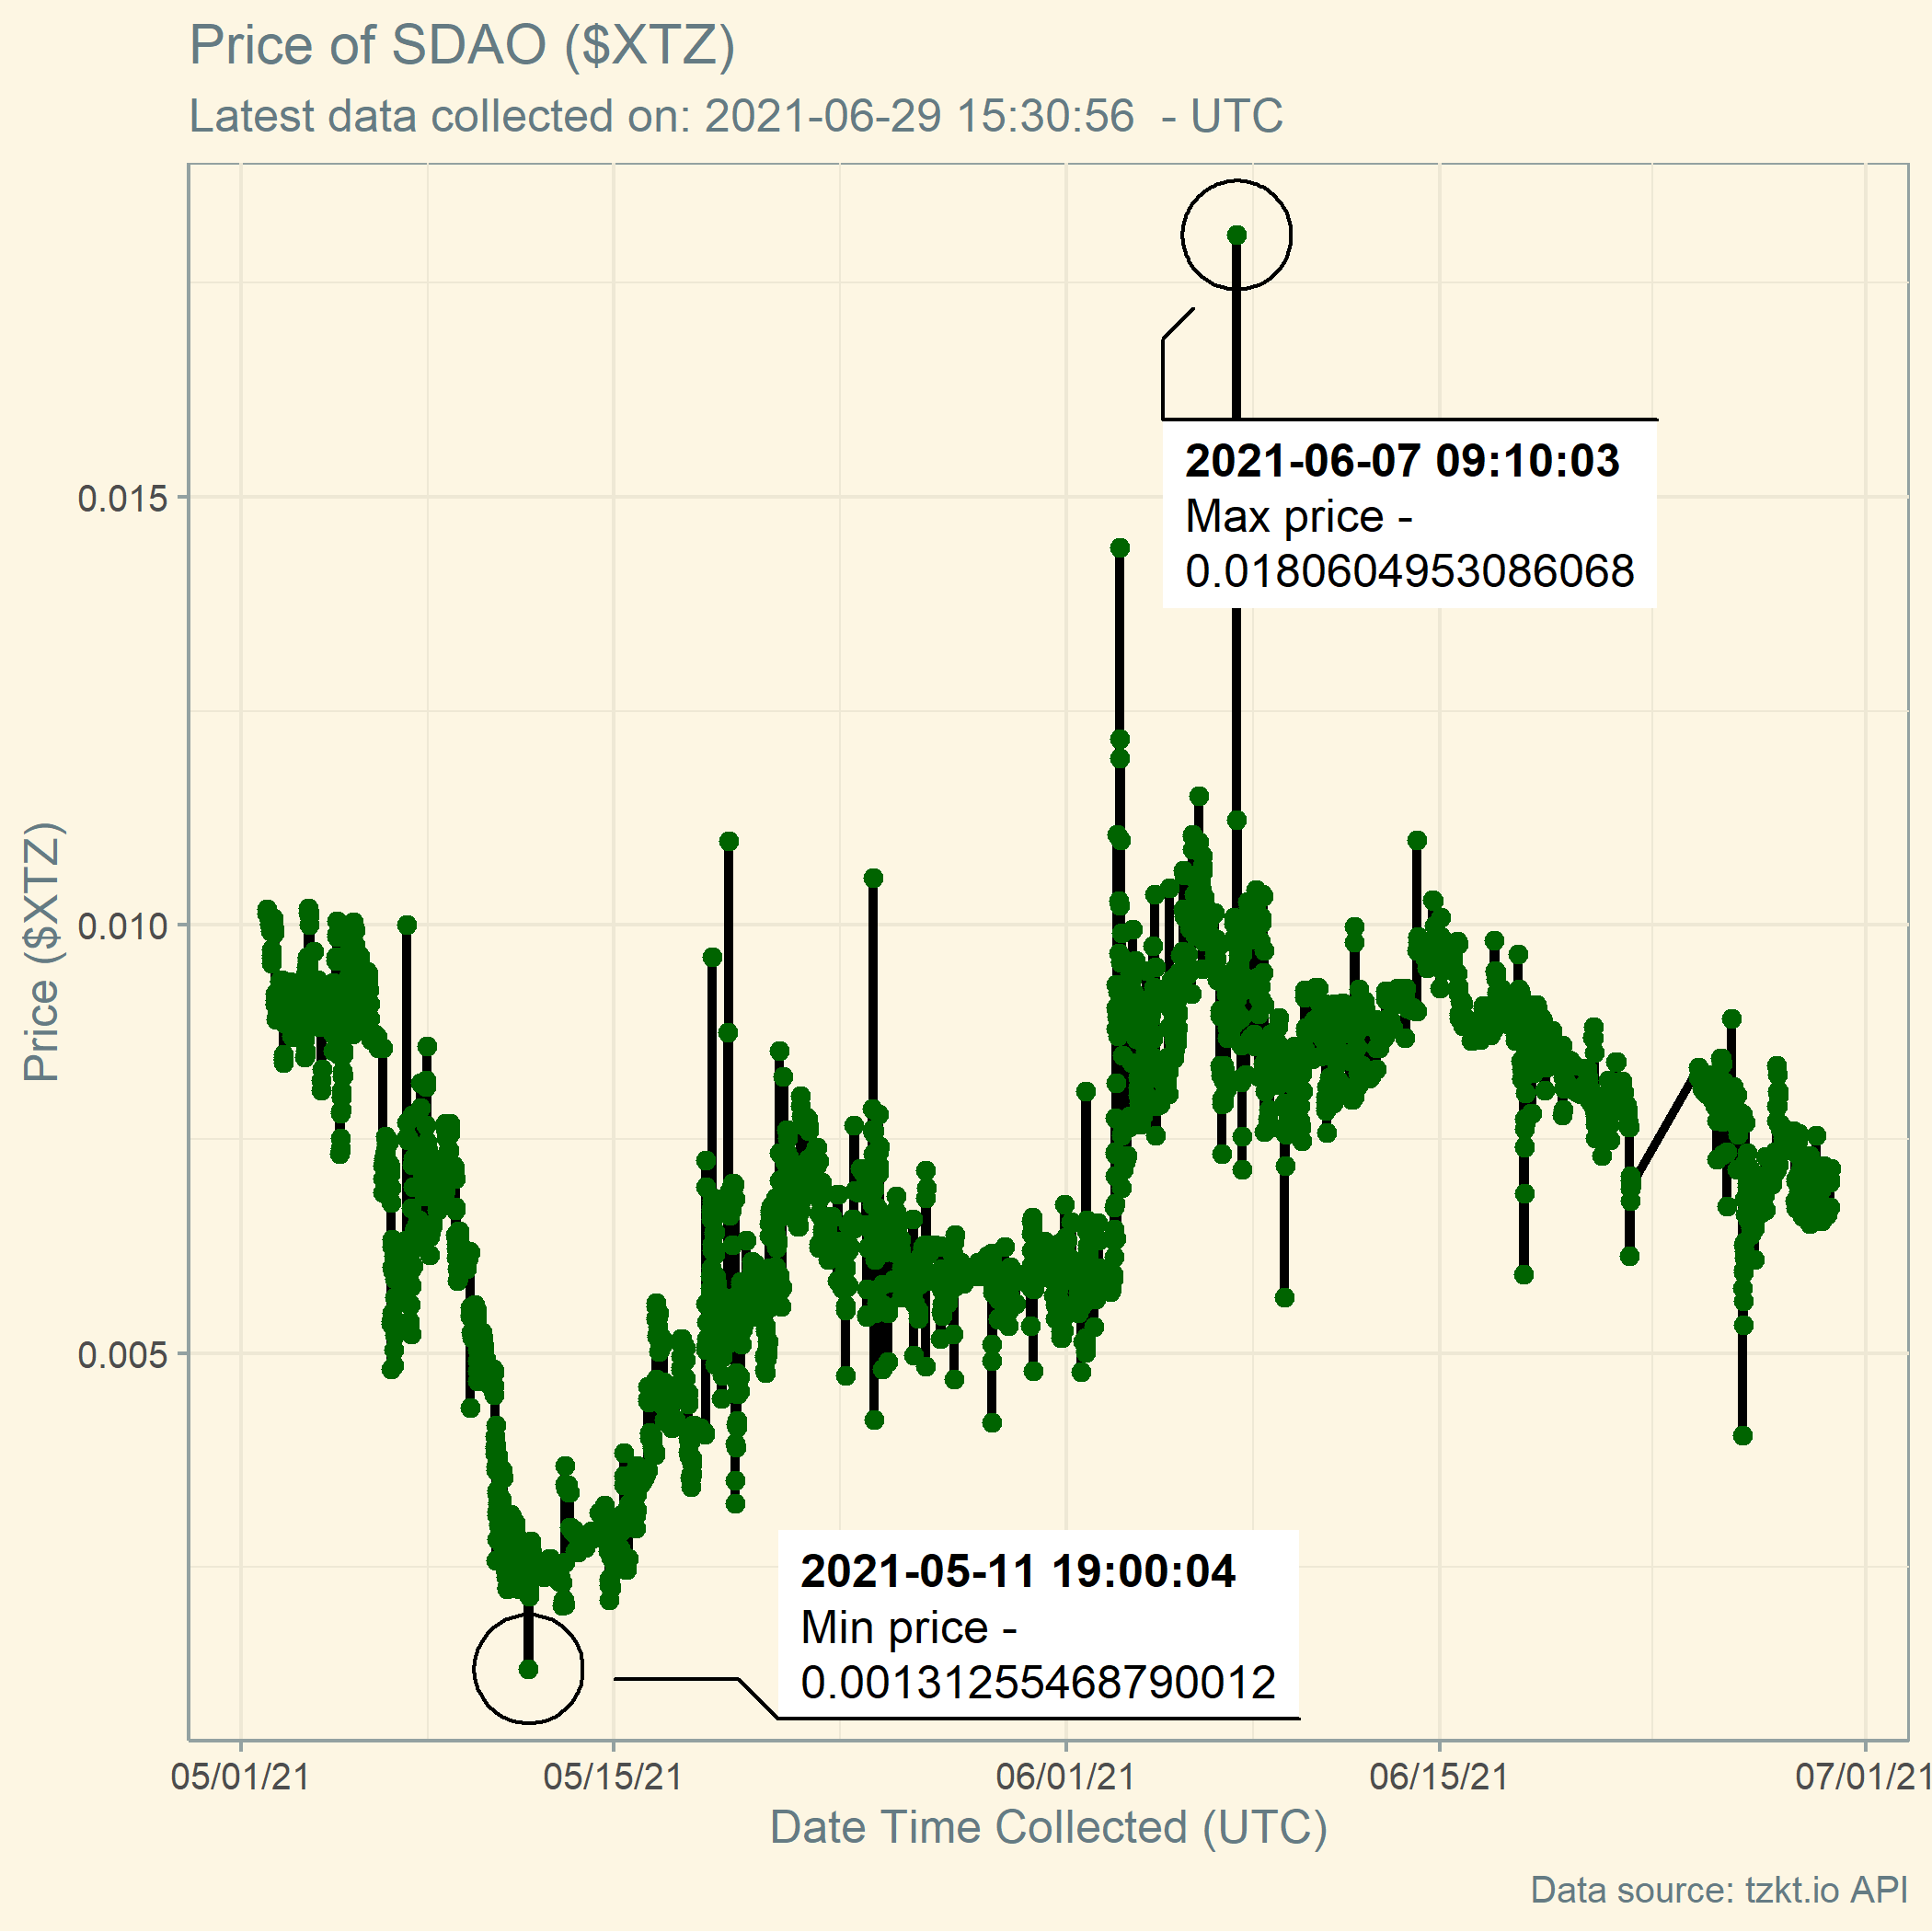 Price of SDAO ($XTZ)
Latest data collected on: 2021-06-29 15:30:56  - UTC
Price ($XTZ)
0.015
0.010
0.005
2021-06-07 09:10:03
Max price -
0.0180604953086068
2021-05-11 19:00:04
Min price -
0.00131255468790012
05/01/21
05/15/21
06/01/21
06/15/21
07/01/21
Date Time Collected (UTC)
Data source: tzkt.io API